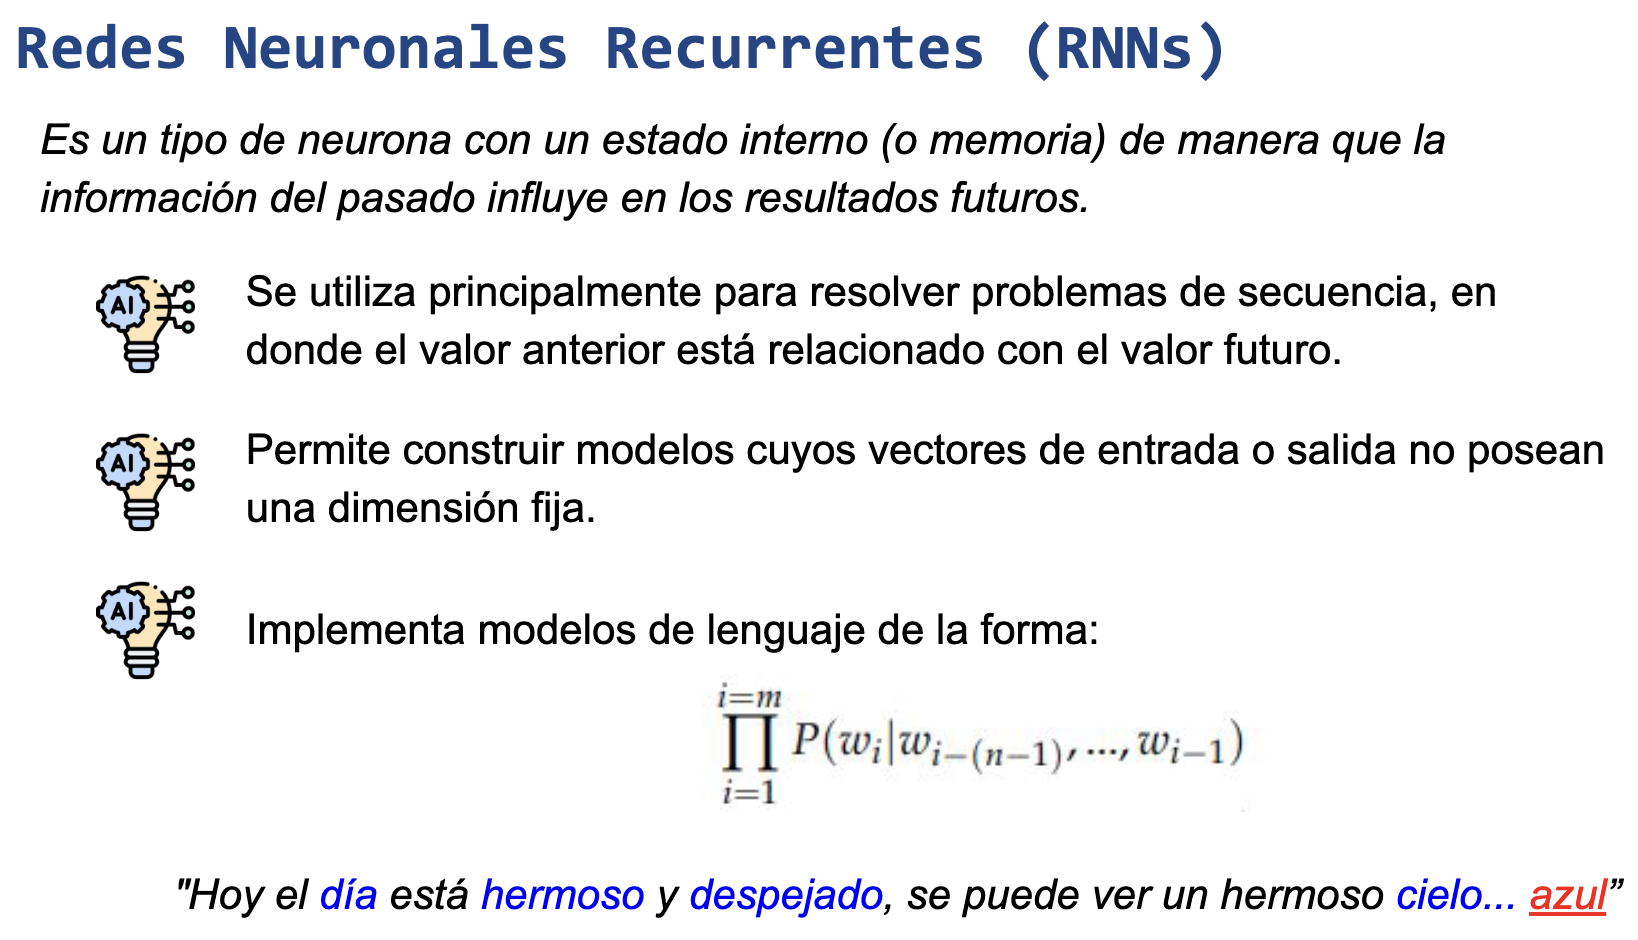 Redes Neuronales Recurrentes (RNNs)
Es un tipo de neurona con un estado interno (o memoria) de manera que la
información del pasado influye en los resultados futuros.
AI
Se utiliza principalmente para resolver problemas de secuencia, en
donde el valor anterior está relacionado con el valor futuro.
AI
Permite construir modelos cuyos vectores de entrada o salida no posean
una dimensión fija.
AI
Implementa modelos de lenguaje de la forma:
i=m
∏ P(w_i|w_{i−(n−1)}, ..., w_{i−1})
i=1
"Hoy el día está hermoso y despejado, se puede ver un hermoso cielo... azul”